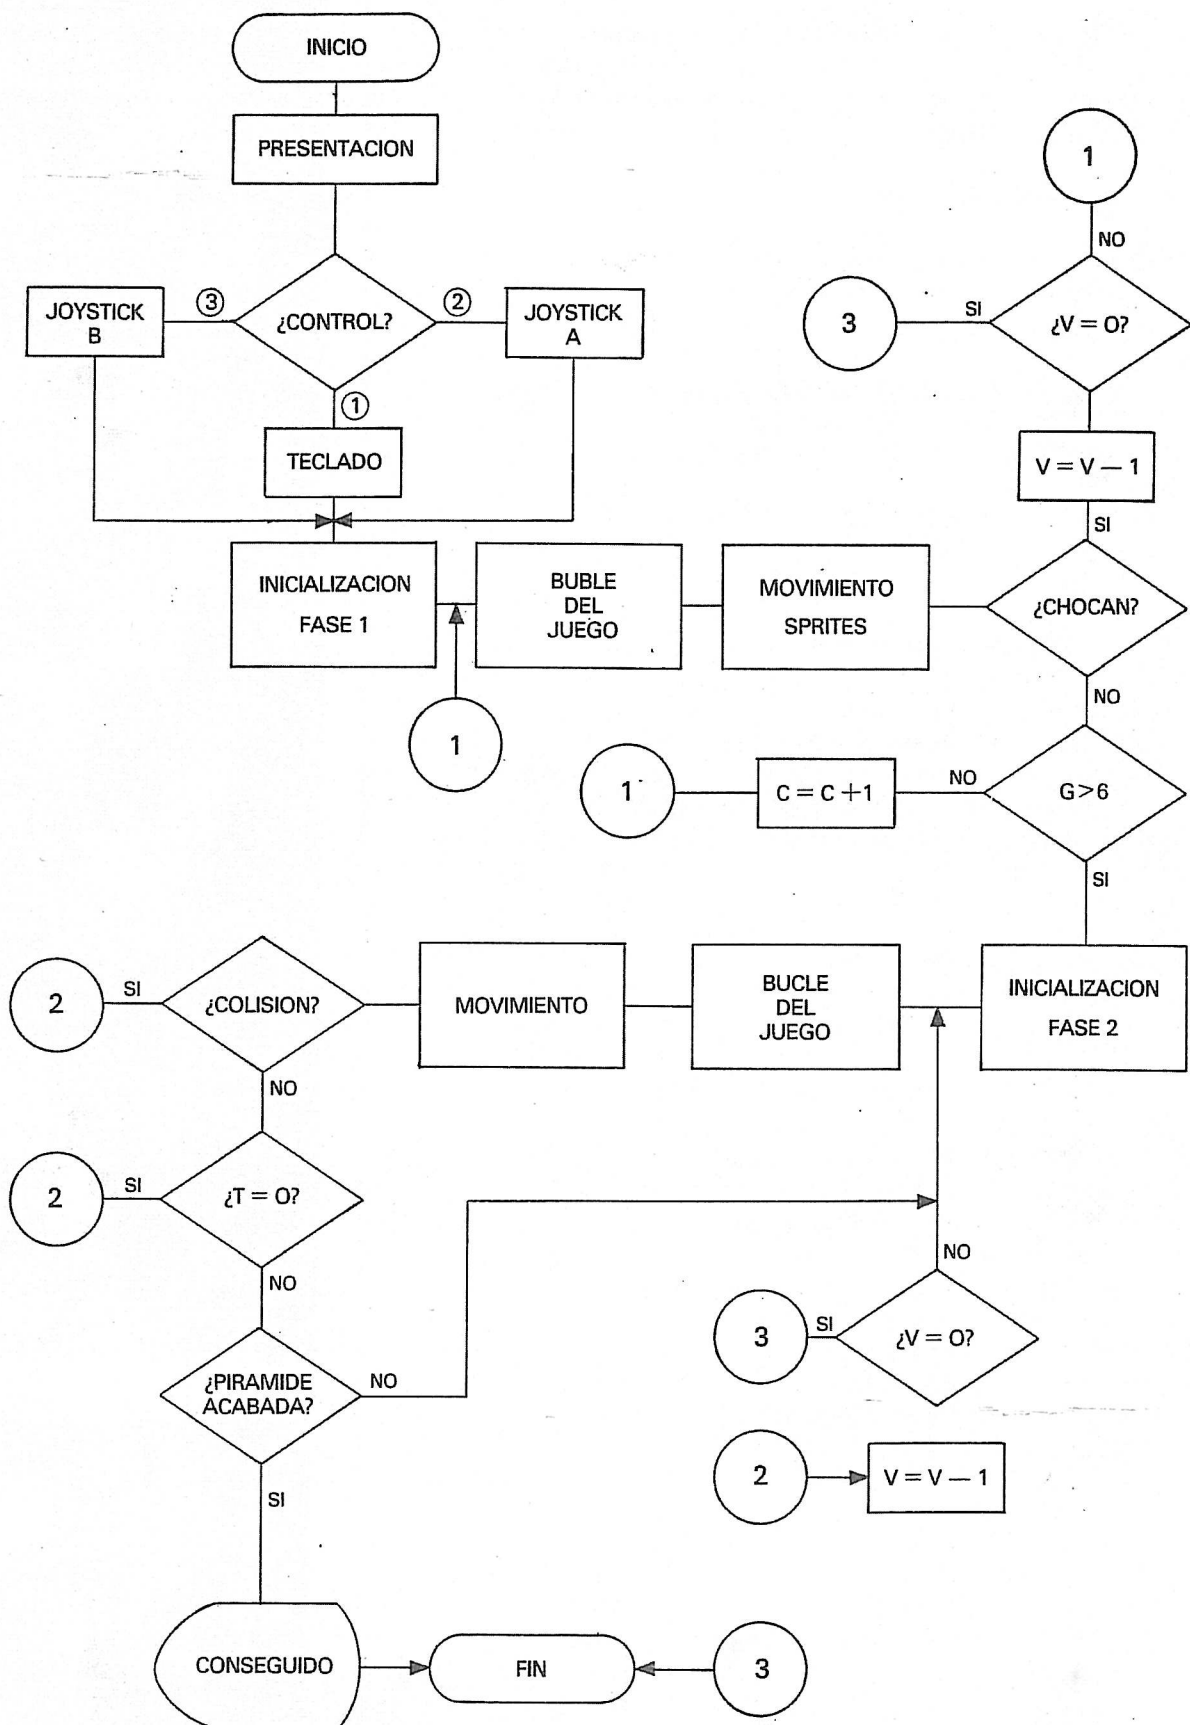 INICIO
PRESENTACION
1
NO
JOYSTICK
B
3
¿CONTROL?
2
JOYSTICK
A
3
SI
¿V = O?
1
TECLADO
V = V — 1
SI
INICIALIZACION
FASE 1
BUBLE
DEL
JUEGO
MOVIMIENTO
SPRITES
¿CHOCAN?
NO
1
1
C = C +1
NO
G>6
SI
2
SI
¿COLISION?
MOVIMIENTO
BUCLE
DEL
JUEGO
INICIALIZACION
FASE 2
NO
2
SI
¿T = O?
NO
NO
3
SI
¿V = O?
¿PIRAMIDE
ACABADA?
NO
2
V = V — 1
SI
CONSEGUIDO
FIN
3